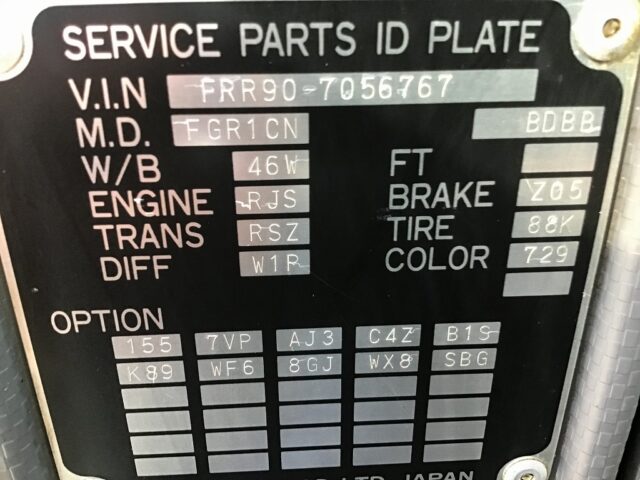 SERVICE PARTS ID PLATE
V.I.N FRR90-7056767
M.D. FGR1CN BDBB
W/B 46W FT
ENGINE RJS BRAKE Z05
TRANS RSZ TIRE 88K
DIFF W1P COLOR 729
OPTION
155 7VP AJ3 C4Z B1S
K89 WF6 8GJ WX8 SBG
LTD. JAPAN